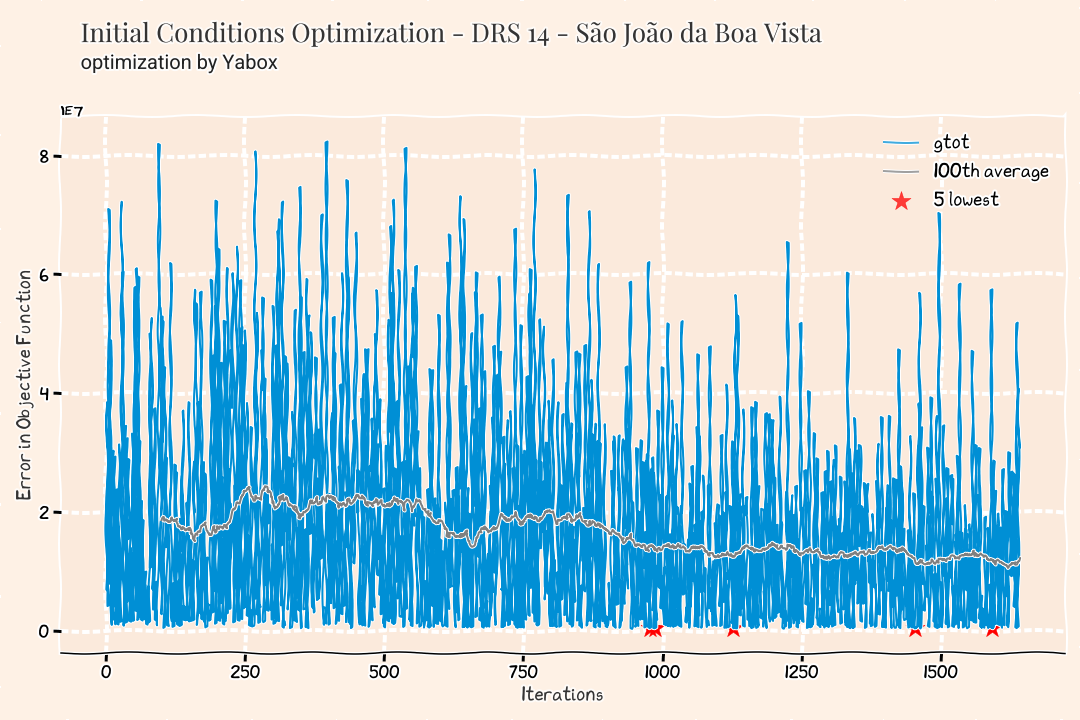 Initial Conditions Optimization - DRS 14 - São João da Boa Vista
optimization by Yabox
1E7
gtot
100th average
5 lowest
8
6
4
2
0
Error in Objective Function
0 250 500 750 1000 1250 1500
Iterations